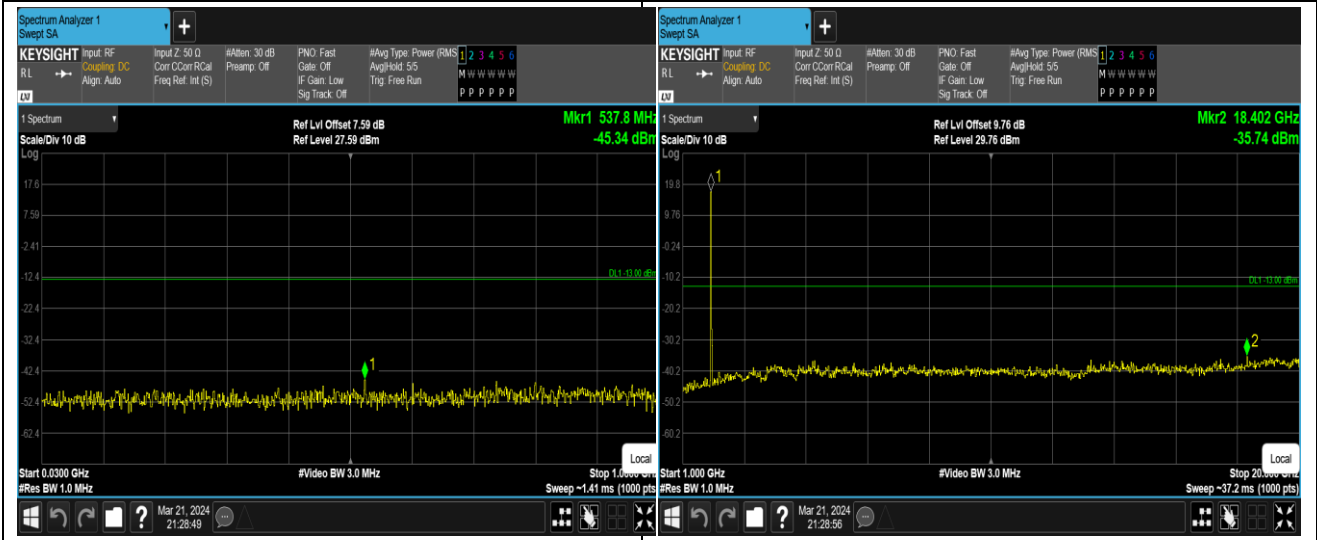 Spectrum Analyzer 1
Swept SA
+
KEYSIGHT
RL
LXI
Input: RF
Coupling: DC
Align: Auto
Input Z: 50 Ω
Corr CCorr RCal
Freq Ref: Int (S)
#Atten: 30 dB
Preamp: Off
PNO: Fast
Gate: Off
IF Gain: Low
Sig Track: Off
#Avg Type: Power (RMS
Avg|Hold: 5/5
Trig: Free Run
1 2 3 4 5 6
M W W W W W
P P P P P P
1 Spectrum
Scale/Div 10 dB
Log
Ref Lvl Offset 7.59 dB
Ref Level 27.59 dBm
Mkr1 537.8 MHz
-45.34 dBm
17.6
7.59
-2.41
-12.4
DL1 -13.00 dBm
-22.4
-32.4
1
-42.4
-52.4
-62.4
Local
Start 0.0300 GHz
#Res BW 1.0 MHz
#Video BW 3.0 MHz
Stop 1.0
Sweep ~1.41 ms (1000 pts)
?
Mar 21, 2024
21:28:49
Spectrum Analyzer 1
Swept SA
+
KEYSIGHT
RL
LXI
Input: RF
Coupling: DC
Align: Auto
Input Z: 50 Ω
Corr CCorr RCal
Freq Ref: Int (S)
#Atten: 30 dB
Preamp: Off
PNO: Fast
Gate: Off
IF Gain: Low
Sig Track: Off
#Avg Type: Power (RMS
Avg|Hold: 5/5
Trig: Free Run
1 2 3 4 5 6
M W W W W W
P P P P P P
1 Spectrum
Scale/Div 10 dB
Log
Ref Lvl Offset 9.76 dB
Ref Level 29.76 dBm
Mkr2 18.402 GHz
-35.74 dBm
1
19.8
9.76
-0.24
-10.2
DL1 -13.00 dBm
-20.2
-30.2
2
-40.2
-50.2
-60.2
Local
Start 1.000 GHz
#Res BW 1.0 MHz
#Video BW 3.0 MHz
Stop 20.
Sweep ~37.2 ms (1000 pts)
?
Mar 21, 2024
21:28:56